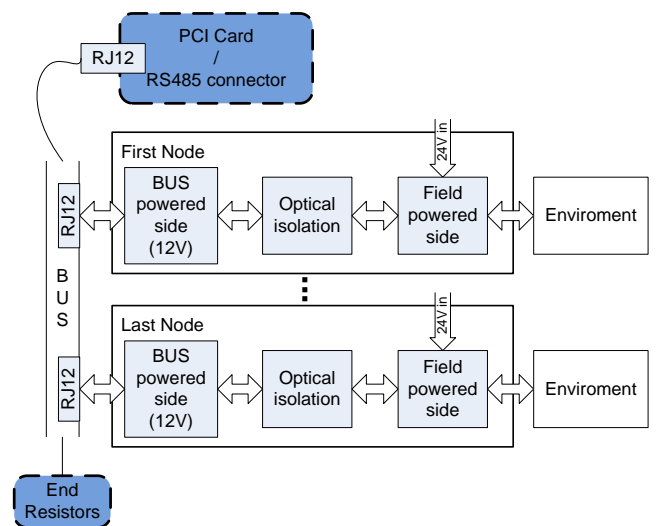 PCI Card
/
RS485 connector
RJ12
24V in
First Node
BUS
powered
side
(12V)
Optical
isolation
Field
powered
side
Enviroment
RJ12
B
U
S
24V in
Last Node
BUS
powered
side
(12V)
Optical
isolation
Field
powered
side
Enviroment
RJ12
End
Resistors